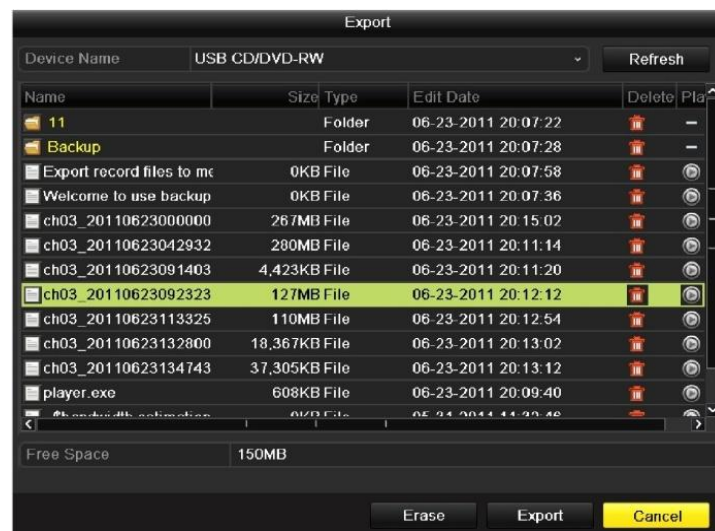 Export
Device Name USB CD/DVD-RW Refresh
Name Size Type Edit Date Delete Pla
11 Folder 06-23-2011 20:07:22 –
Backup Folder 06-23-2011 20:07:28 –
Export record files to me 0KB File 06-23-2011 20:07:58
Welcome to use backup 0KB File 06-23-2011 20:07:36
ch03_20110623000000 267MB File 06-23-2011 20:15:02
ch03_20110623042932 280MB File 06-23-2011 20:11:14
ch03_20110623091403 4,423KB File 06-23-2011 20:11:20
ch03_20110623092323 127MB File 06-23-2011 20:12:12
ch03_20110623113325 110MB File 06-23-2011 20:12:54
ch03_20110623132800 18,367KB File 06-23-2011 20:13:02
ch03_20110623134743 37,305KB File 06-23-2011 20:13:12
player.exe 608KB File 06-23-2011 20:09:40
Free Space 150MB
Erase Export Cancel